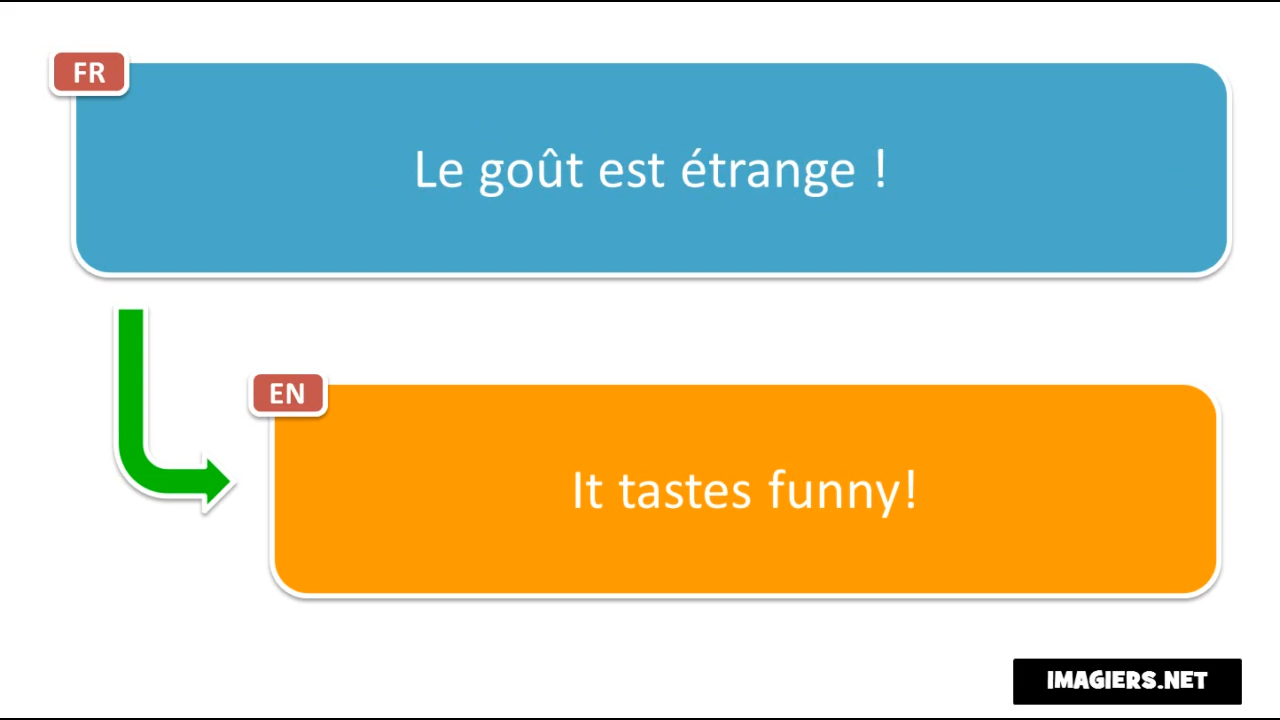 FR
Le goût est étrange !
EN
It tastes funny!
IMAGIERS.NET